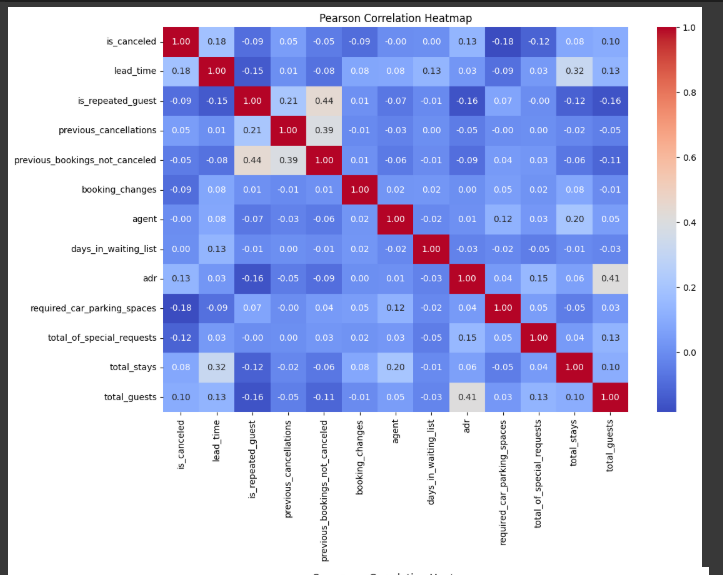 Pearson Correlation Heatmap
is_canceled 1.00 0.18 -0.09 0.05 -0.05 -0.09 -0.00 0.00 0.13 -0.18 -0.12 0.08 0.10
lead_time 0.18 1.00 -0.15 0.01 -0.08 0.08 0.08 0.13 0.03 -0.09 0.03 0.32 0.13
is_repeated_guest -0.09 -0.15 1.00 0.21 0.44 0.01 -0.07 -0.01 -0.16 0.07 -0.00 -0.12 -0.16
previous_cancellations 0.05 0.01 0.21 1.00 0.39 -0.01 -0.03 0.00 -0.05 -0.00 0.00 -0.02 -0.05
previous_bookings_not_canceled -0.05 -0.08 0.44 0.39 1.00 0.01 -0.06 -0.01 -0.09 0.04 0.03 -0.06 -0.11
booking_changes -0.09 0.08 0.01 -0.01 0.01 1.00 0.02 0.02 0.00 0.05 0.02 0.08 -0.01
agent -0.00 0.08 -0.07 -0.03 -0.06 0.02 1.00 -0.02 0.01 0.12 0.03 0.20 0.05
days_in_waiting_list 0.00 0.13 -0.01 0.00 -0.01 0.02 -0.02 1.00 -0.03 -0.02 -0.05 -0.01 -0.03
adr 0.13 0.03 -0.16 -0.05 -0.09 0.00 0.01 -0.03 1.00 0.04 0.15 0.06 0.41
required_car_parking_spaces -0.18 -0.09 0.07 -0.00 0.04 0.05 0.12 -0.02 0.04 1.00 0.05 -0.05 0.03
total_of_special_requests -0.12 0.03 -0.00 0.00 0.03 0.02 0.03 -0.05 0.15 0.05 1.00 0.04 0.13
total_stays 0.08 0.32 -0.12 -0.02 -0.06 0.08 0.20 -0.01 0.06 -0.05 0.04 1.00 0.10
total_guests 0.10 0.13 -0.16 -0.05 -0.11 -0.01 0.05 -0.03 0.41 0.03 0.13 0.10 1.00
is_canceled
lead_time
is_repeated_guest
previous_cancellations
previous_bookings_not_canceled
booking_changes
agent
days_in_waiting_list
adr
required_car_parking_spaces
total_of_special_requests
total_stays
total_guests
1.0
0.8
0.6
0.4
0.2
0.0